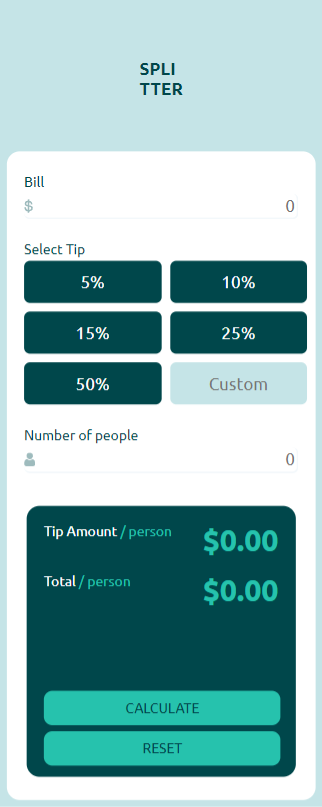 SPLI
TTER
Bill
$ 0
Select Tip
5% 10%
15% 25%
50% Custom
Number of people
0
Tip Amount / person $0.00
Total / person $0.00
CALCULATE
RESET